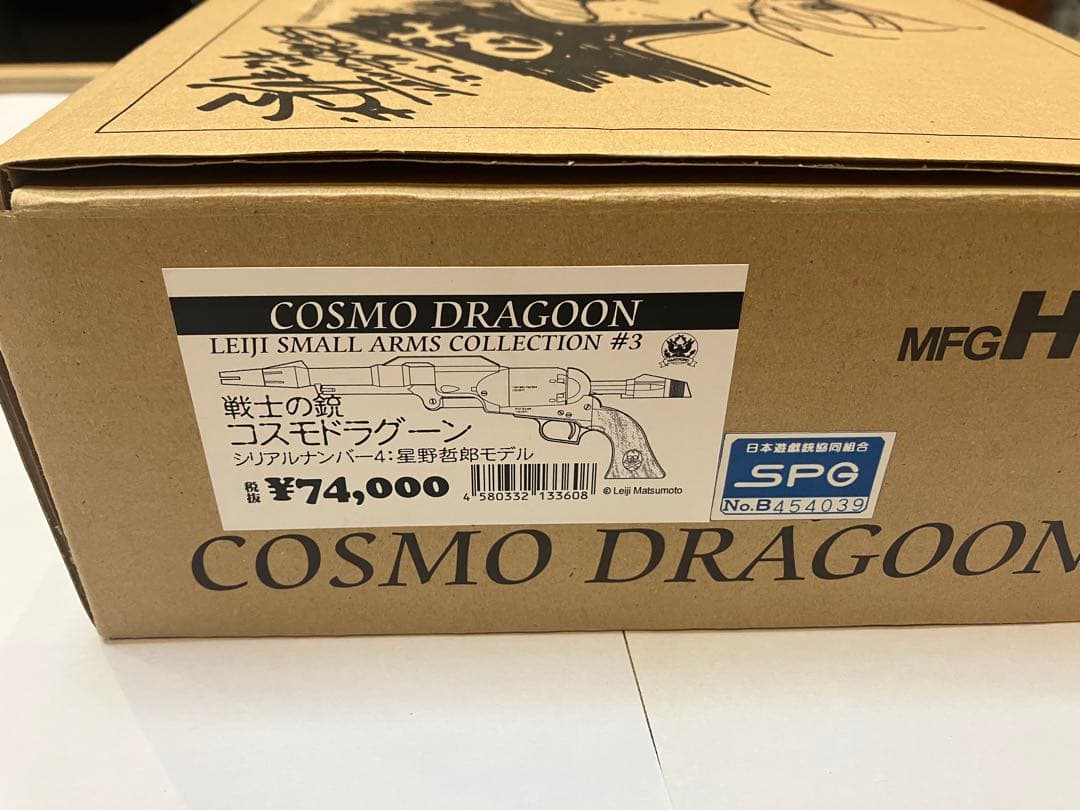 COSMO DRAGOON
LEIJI SMALL ARMS COLLECTION #3
戦士の銃
コスモドラグーン
シリアルナンバー4:星野哲郎モデル
税抜 ¥74,000
4 580332 133608
© Leiji Matsumoto
MFG H
日本遊戯銃協同組合
SPG
No.B454039
COSMO DRAGOON